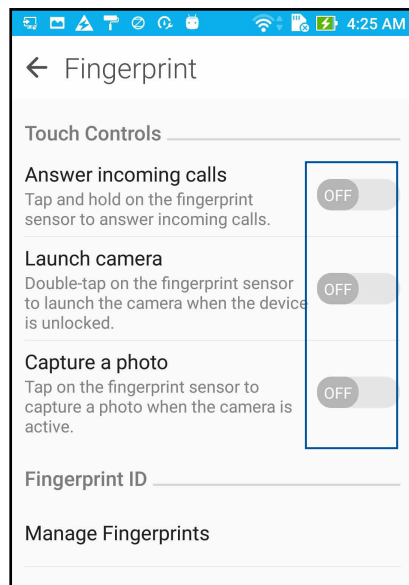 4:25 AM
Fingerprint
Touch Controls
Answer incoming calls
Tap and hold on the fingerprint
sensor to answer incoming calls.
OFF
Launch camera
Double-tap on the fingerprint sensor
to launch the camera when the device
is unlocked.
OFF
Capture a photo
Tap on the fingerprint sensor to
capture a photo when the camera is
active.
OFF
Fingerprint ID
Manage Fingerprints